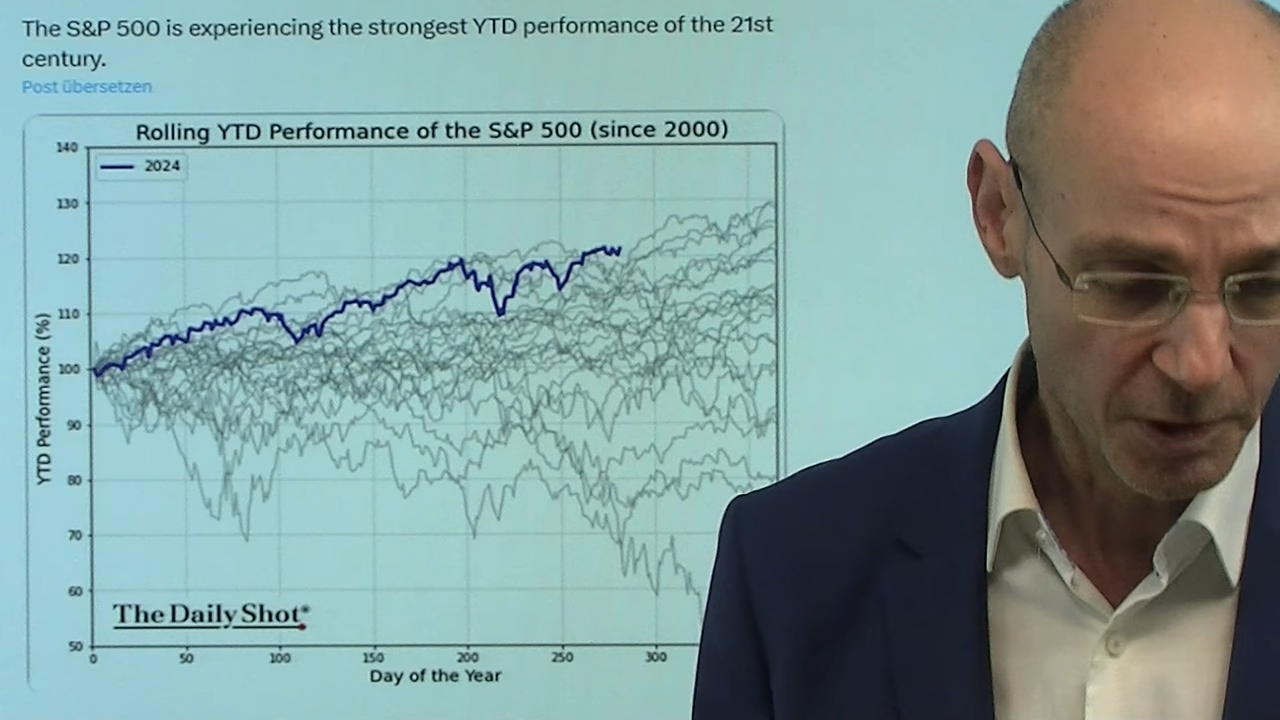 The S&P 500 is experiencing the strongest YTD performance of the 21st
century.
Post übersetzen
Rolling YTD Performance of the S&P 500 (since 2000)
2024
140
130
120
110
100
90
80
70
60
50
YTD Performance (%)
The Daily Shot
0 50 100 150 200 250 300
Day of the Year